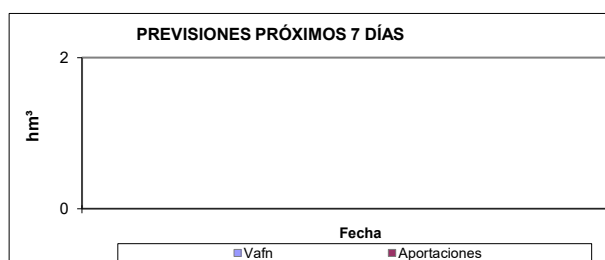 PREVISIONES PRÓXIMOS 7 DÍAS
2
hm³
0
Fecha
Vafn Aportaciones